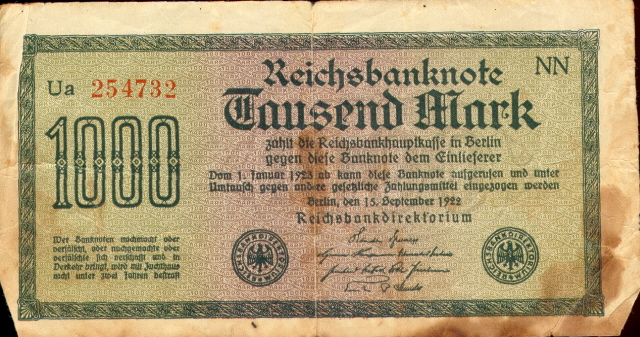 Ua 254732
NN
Reichsbanknote
Tausend Mark
1000
zahlt die Reichsbankhauptkasse in Berlin
gegen diese Banknote dem Einlieferer
Vom 1. Januar 1923 ab kann diese Banknote aufgerufen und unter
Umtausch gegen andere gesetzliche Zahlungsmittel eingezogen werden
Berlin, den 15. September 1922
Reichsbankdirektorium
Wer Banknoten nachmacht oder
verfälscht, oder nachgemachte oder
verfälschte sich verschafft und in
Verkehr bringt, wird mit Zuchthaus
nicht unter zwei Jahren bestraft